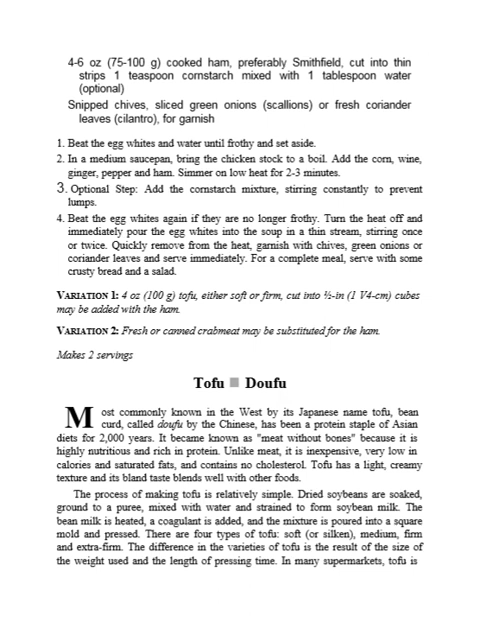 4-6 oz (75-100 g) cooked ham, preferably Smithfield, cut into thin
strips 1 teaspoon cornstarch mixed with 1 tablespoon water
(optional)
Snipped chives, sliced green onions (scallions) or fresh coriander
leaves (cilantro), for garnish
1. Beat the egg whites and water until frothy and set aside.
2. In a medium saucepan, bring the chicken stock to a boil. Add the corn, wine,
ginger, pepper and ham. Simmer on low heat for 2-3 minutes.
3. Optional Step: Add the cornstarch mixture, stirring constantly to prevent
lumps.
4. Beat the egg whites again if they are no longer frothy. Turn the heat off and
immediately pour the egg whites into the soup in a thin stream, stirring once
or twice. Quickly remove from the heat, garnish with chives, green onions or
coriander leaves and serve immediately. For a complete meal, serve with some
crusty bread and a salad.
VARIATION 1: 4 oz (100 g) tofu, either soft or firm, cut into ½-in (1 V4-cm) cubes
may be added with the ham.
VARIATION 2: Fresh or canned crabmeat may be substituted for the ham.
Makes 2 servings
Tofu ■ Doufu
Most commonly known in the West by its Japanese name tofu, bean
curd, called doufu by the Chinese, has been a protein staple of Asian
diets for 2,000 years. It became known as "meat without bones" because it is
highly nutritious and rich in protein. Unlike meat, it is inexpensive, very low in
calories and saturated fats, and contains no cholesterol. Tofu has a light, creamy
texture and its bland taste blends well with other foods.
The process of making tofu is relatively simple. Dried soybeans are soaked,
ground to a puree, mixed with water and strained to form soybean milk. The
bean milk is heated, a coagulant is added, and the mixture is poured into a square
mold and pressed. There are four types of tofu: soft (or silken), medium, firm
and extra-firm. The difference in the varieties of tofu is the result of the size of
the weight used and the length of pressing time. In many supermarkets, tofu is